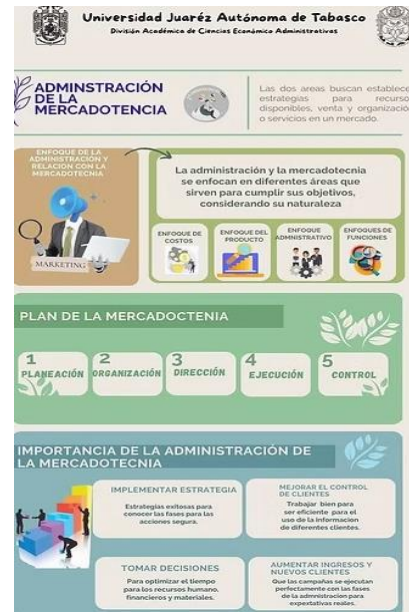 Universidad Juaréz Autónoma de Tabasco
División Académica de Ciencias Económico Administrativas
ADMINSTRACIÓN
DE LA
MERCADOTENCIA
Las dos areas buscan establece
estrategias para recurso
disponibles, venta y organizació
o servicios en un mercado.
ENFOQUE DE LA
ADMINISTRACIÓN Y
RELACIÓN CON LA
MERCADOTECNIA
MARKETING
La administración y la mercadotecnia
se enfocan en diferentes áreas que
sirven para cumplir sus objetivos,
considerando su naturaleza
ENFOQUE DE
COSTOS
ENFOQUE DEL
PRODUCTO
ENFOQUE
ADMNISTRATIVO
ENFOQUES DE
FUNCIONES
PLAN DE LA MERCADOCTENIA
1
PLANEACIÓN
2
ORGANIZACIÓN
3
DIRECCIÓN
4
EJECUCIÓN
5
CONTROL
IMPORTANCIA DE LA ADMINISTRACIÓN DE
LA MERCADOTECNIA
IMPLEMENTAR ESTRATEGIA
Estrategias exitosas para
conocer las fases para las
acciones segura.
MEJORAR EL CONTROL
DE CLIENTES
Trabajar bien para
ser eficiente para el
uso de la informacion
de diferentes clientes.
TOMAR DECISIONES
Para optimizar el tiempo
para los recursos humano,
financieros y materiales.
AUMENTAR INGRESOS Y
NUEVOS CLIENTES
Que las campañas se ejecutan
perfectamente con las fases
de la administracion para
expextativas reales.